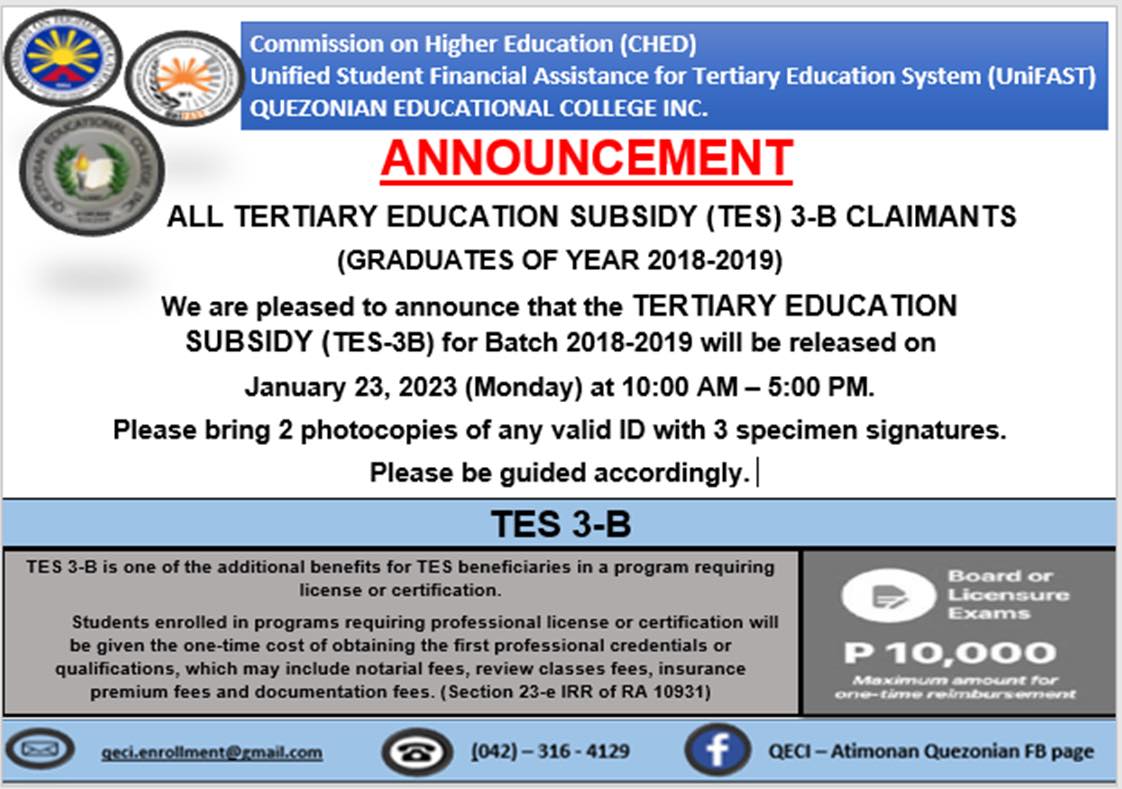 Commission on Higher Education (CHED)
Unified Student Financial Assistance for Tertiary Education System (UniFAST)
QUEZONIAN EDUCATIONAL COLLEGE INC.
QUEZONIAN EDUCATIONAL COLLEGE, INC.
ANNOUNCEMENT
ALL TERTIARY EDUCATION SUBSIDY (TES) 3-B CLAIMANTS
(GRADUATES OF YEAR 2018-2019)
We are pleased to announce that the TERTIARY EDUCATION
SUBSIDY (TES-3B) for Batch 2018-2019 will be released on
January 23, 2023 (Monday) at 10:00 AM – 5:00 PM.
Please bring 2 photocopies of any valid ID with 3 specimen signatures.
Please be guided accordingly.
TES 3-B
TES 3-B is one of the additional benefits for TES beneficiaries in a program requiring
license or certification.
Students enrolled in programs requiring professional license or certification will
be given the one-time cost of obtaining the first professional credentials or
qualifications, which may include notarial fees, review classes fees, insurance
premium fees and documentation fees. (Section 23-e IRR of RA 10931)
Board or
Licensure
Exams
P 10,000
Maximum amount for
one-time reimbursement
qeci.enrollment@gmail.com
(042) – 316 - 4129
QECI – Atimonan Quezonian FB page